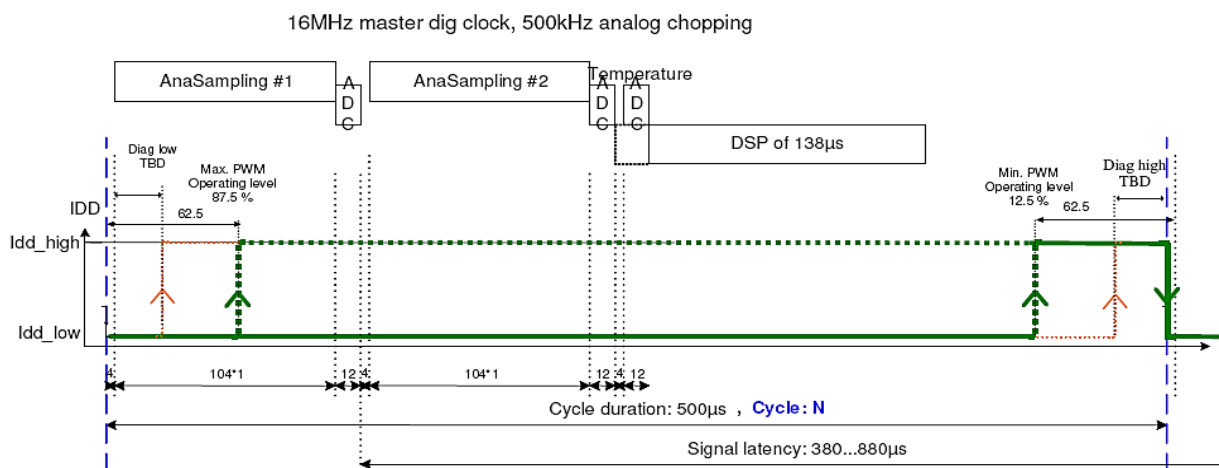 16MHz master dig clock, 500kHz analog chopping
AnaSampling #1
ADC
AnaSampling #2
Temperature
ADC
ADC
DSP of 138µs
Diag low
TBD
Max. PWM
Operating level
87.5 %
Min. PWM
Operating level
12.5 %
Diag high
TBD
IDD
62.5
62.5
Idd_high
Idd_low
4
104*1
12
4
104*1
12
4
12
Cycle duration: 500µs , Cycle: N
Signal latency: 380...880µs